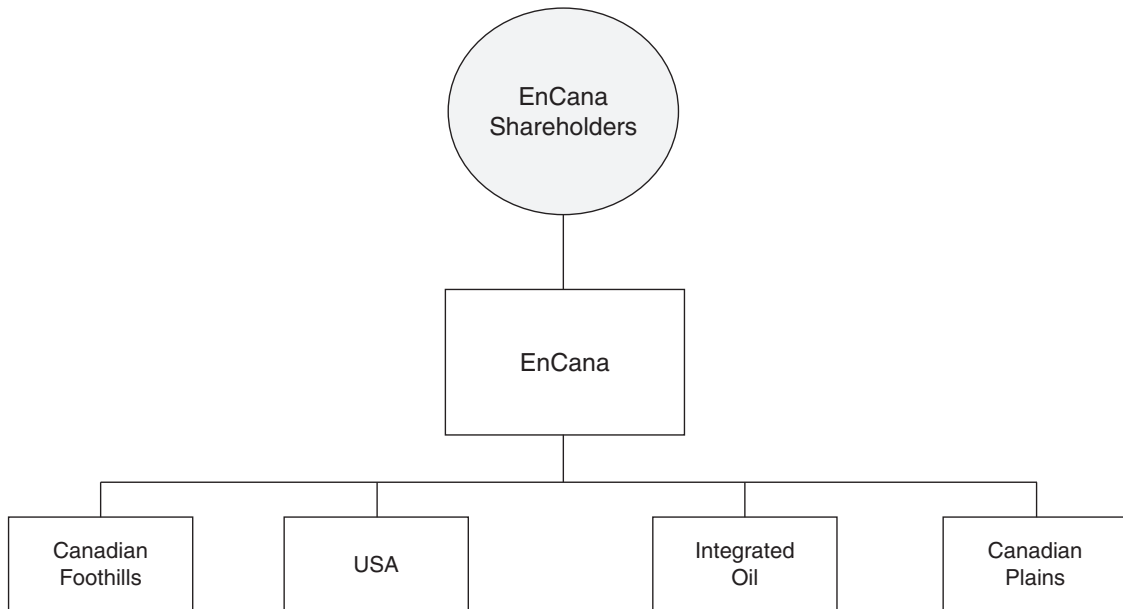 EnCana
Shareholders
EnCana
Canadian
Foothills
USA
Integrated
Oil
Canadian
Plains